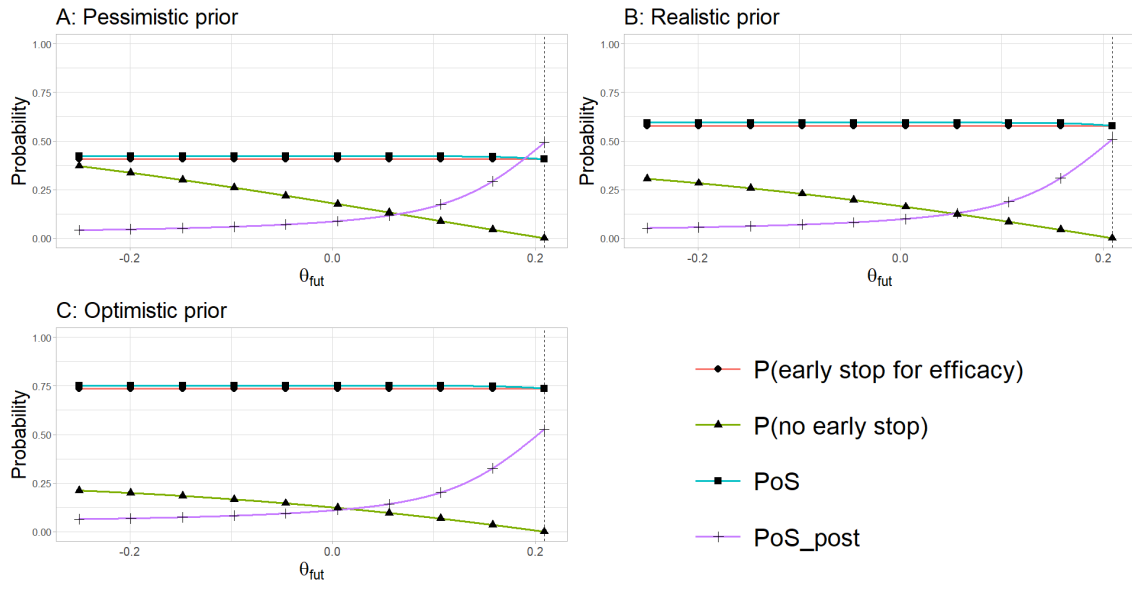 A: Pessimistic prior
1.00
0.75
0.50
0.25
0.00
Probability
-0.2
0.0
0.2
θfut
B: Realistic prior
1.00
0.75
0.50
0.25
0.00
Probability
-0.2
0.0
0.2
θfut
C: Optimistic prior
1.00
0.75
0.50
0.25
0.00
Probability
-0.2
0.0
0.2
θfut
P(early stop for efficacy)
P(no early stop)
PoS
PoS_post